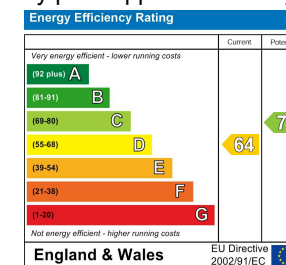 Energy Efficiency Rating
Current
Very energy efficient - lower running costs
(92 plus) A
(81-91) B
(69-80) C
(55-68) D
64
(39-54) E
(21-38) F
(1-20) G
Not energy efficient - higher running costs
England & Wales
EU Directive
2002/91/EC